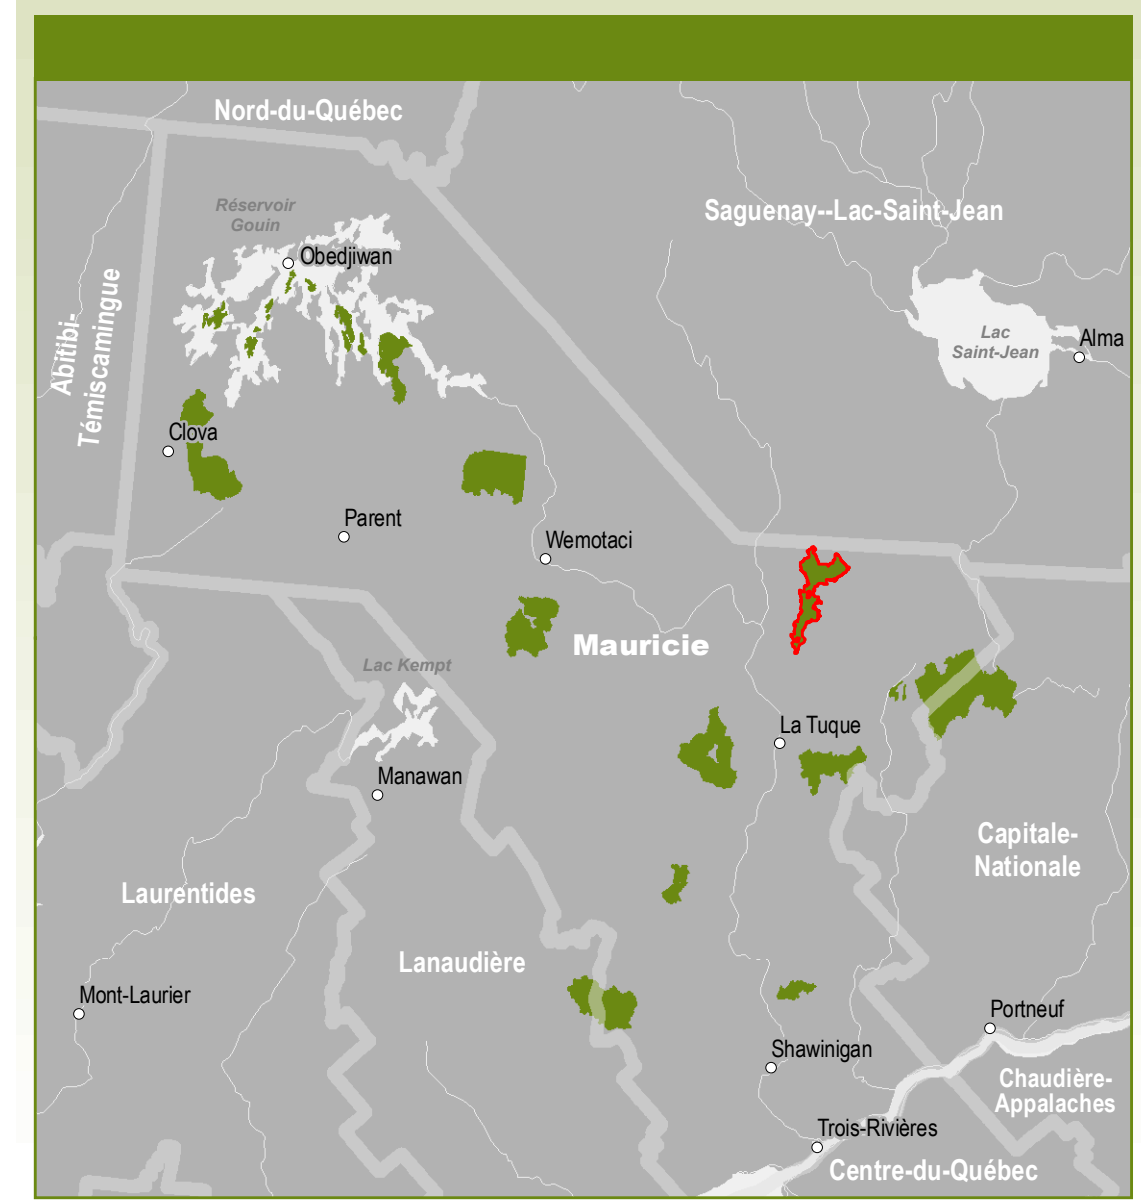 Nord-du-Québec
Réservoir
Gouin
Saguenay--Lac-Saint-Jean
Obedjiwan
Abitibi-
Témiscamingue
Lac
Saint-Jean
Alma
Clova
Parent
Wemotaci
Mauricie
Lac Kempt
La Tuque
Manawan
Capitale-
Nationale
Laurentides
Lanaudière
Mont-Laurier
Portneuf
Shawinigan
Chaudière-
Appalaches
Trois-Rivières
Centre-du-Québec